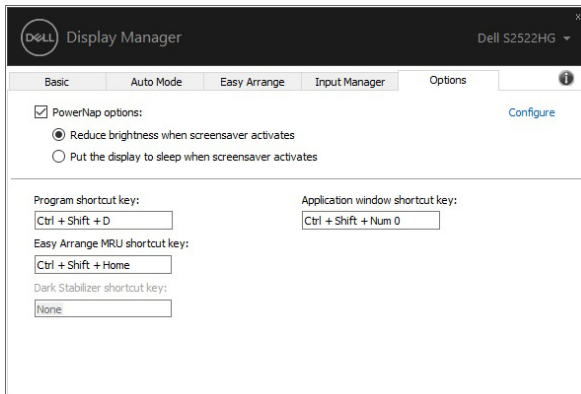 DELL Display Manager
Dell S2522HG
Basic Auto Mode Easy Arrange Input Manager Options
PowerNap options: Configure
Reduce brightness when screensaver activates
Put the display to sleep when screensaver activates
Program shortcut key: Application window shortcut key:
Ctrl + Shift + D Ctrl + Shift + Num 0
Easy Arrange MRU shortcut key:
Ctrl + Shift + Home
Dark Stabilizer shortcut key:
None